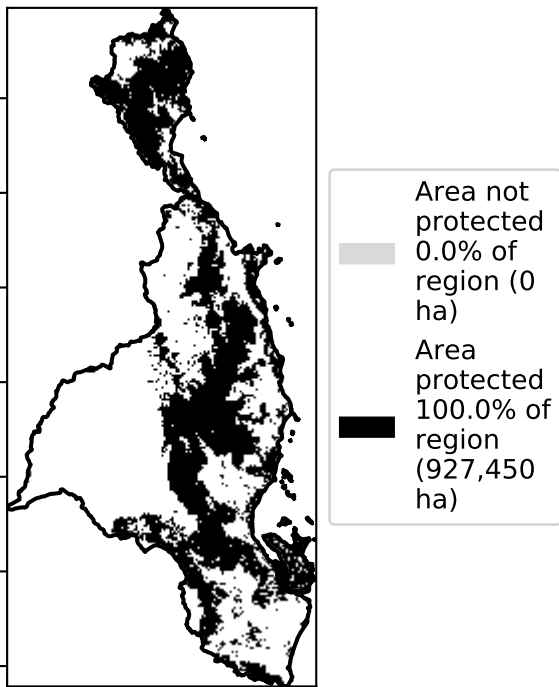 Area not
protected
0.0% of
region (0
ha)
Area
protected
100.0% of
region
(927,450
ha)